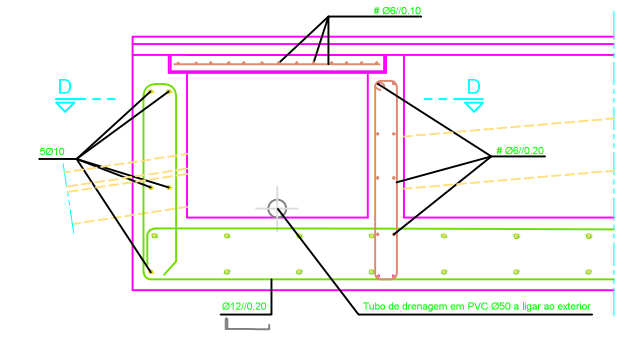 # Ø6//0.10
D
D
5Ø10
# Ø6//0.20
Ø12//0.20
Tubo de drenagem em PVC Ø50 a ligar ao exterior